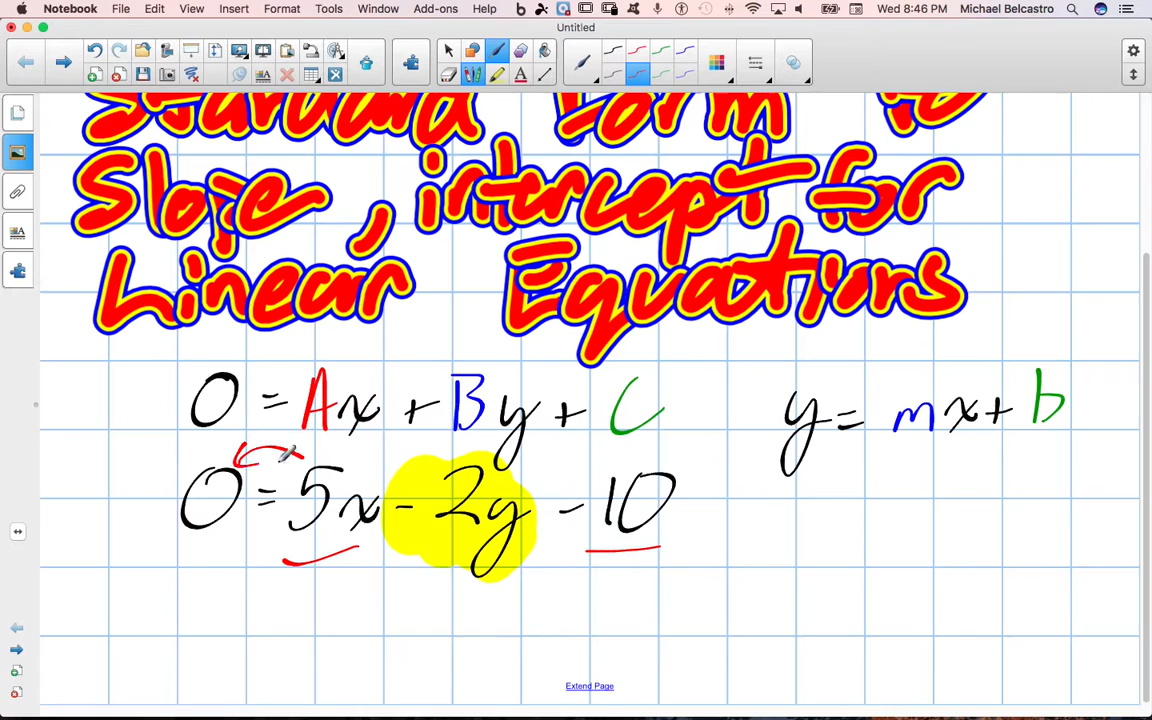 Notebook File Edit View Insert Format Tools Window Add-ons Help Wed 8:46 PM Michael Belcastro
Untitled
Standard Form to
Slope, intercept for
Linear Equations
0 = Ax + By + C
y = mx + b
0 = 5x - 2y - 10
Extend Page